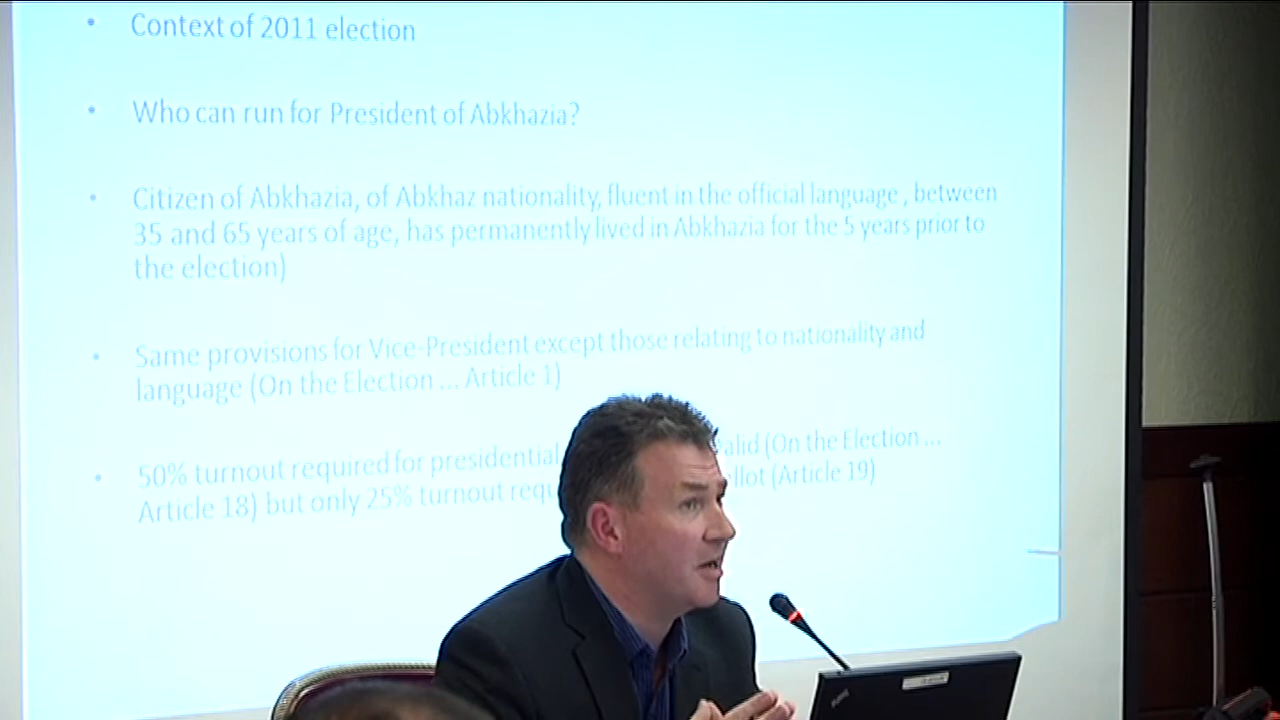 • Context of 2011 election
• Who can run for President of Abkhazia?
• Citizen of Abkhazia, of Abkhaz nationality, fluent in the official language , between
35 and 65 years of age, has permanently lived in Abkhazia for the 5 years prior to
the election)
• Same provisions for Vice-President except those relating to nationality and
language (On the Election ... Article 1)
• 50% turnout required for presidential alid (On the Election ...
Article 18) but only 25% turnout requ llot (Article 19)